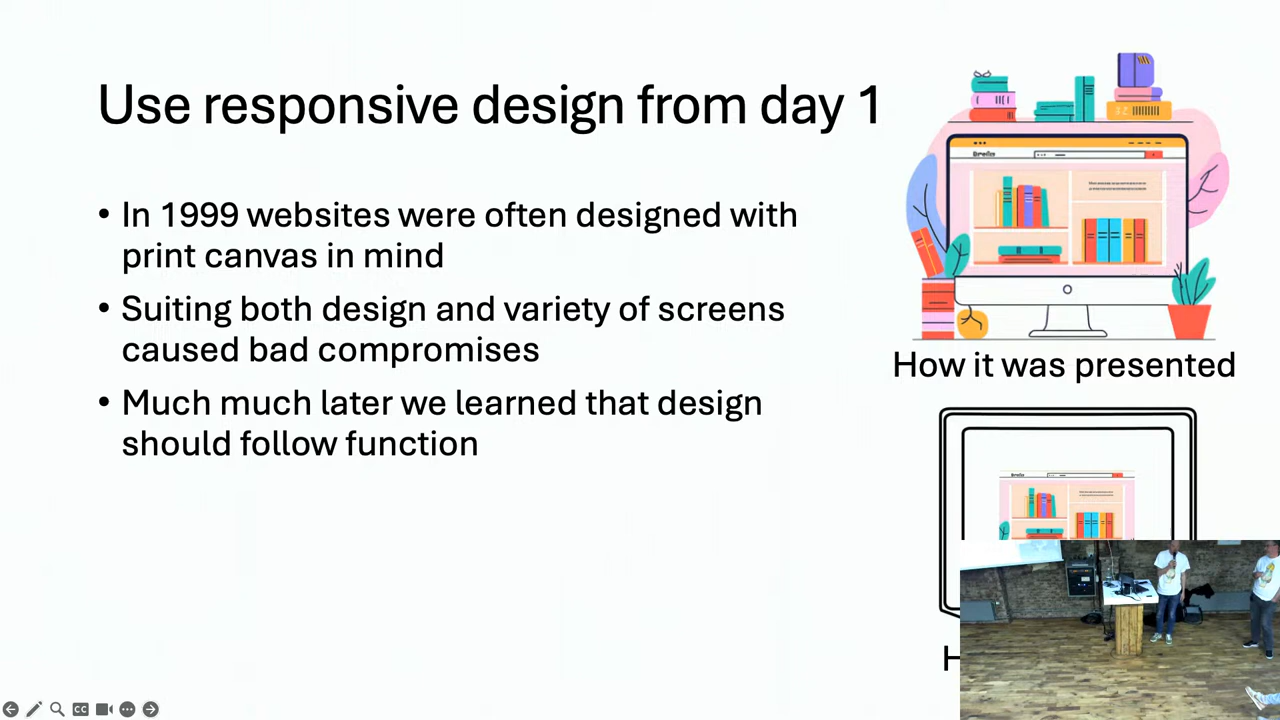 Use responsive design from day 1
• In 1999 websites were often designed with
print canvas in mind
• Suiting both design and variety of screens
caused bad compromises
• Much much later we learned that design
should follow function
How it was presented
H
CC